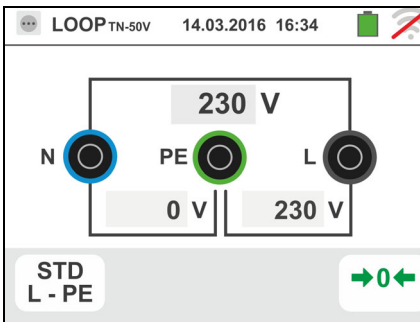 LOOP TN-50V 14.03.2016 16:34
230 V
N PE L
0 V 230 V
STD
L - PE
➜0←